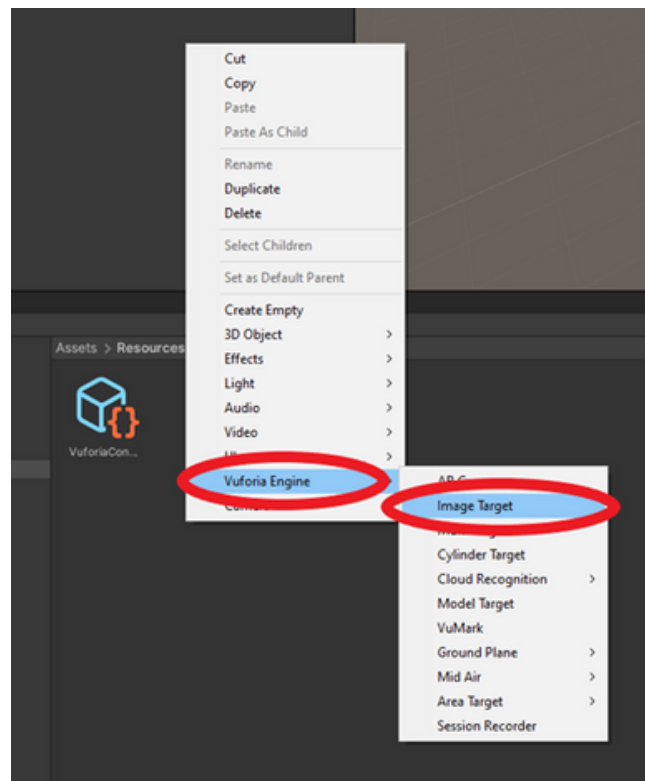 Cut
Copy
Paste
Paste As Child
Rename
Duplicate
Delete
Select Children
Set as Default Parent
Create Empty
3D Object
Effects
Light
Audio
Video
Vuforia Engine
Assets > Resources
VuforiaCon...
Image Target
Cylinder Target
Cloud Recognition
Model Target
VuMark
Ground Plane
Mid Air
Area Target
Session Recorder